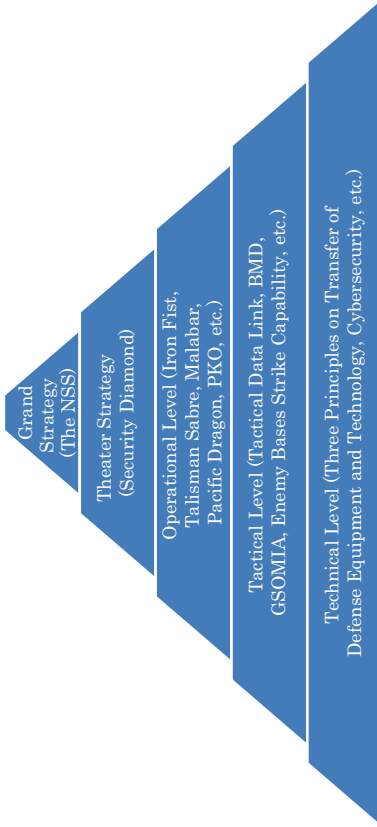 Grand
Strategy
(The NSS)
Theater Strategy
(Security Diamond)
Operational Level (Iron Fist,
Talisman Sabre, Malabar,
Pacific Dragon, PKO, etc.)
Tactical Level (Tactical Data Link, BMD,
GSOMIA, Enemy Bases Strike Capability, etc.)
Technical Level (Three Principles on Transfer of
Defense Equipment and Technology, Cybersecurity, etc.)